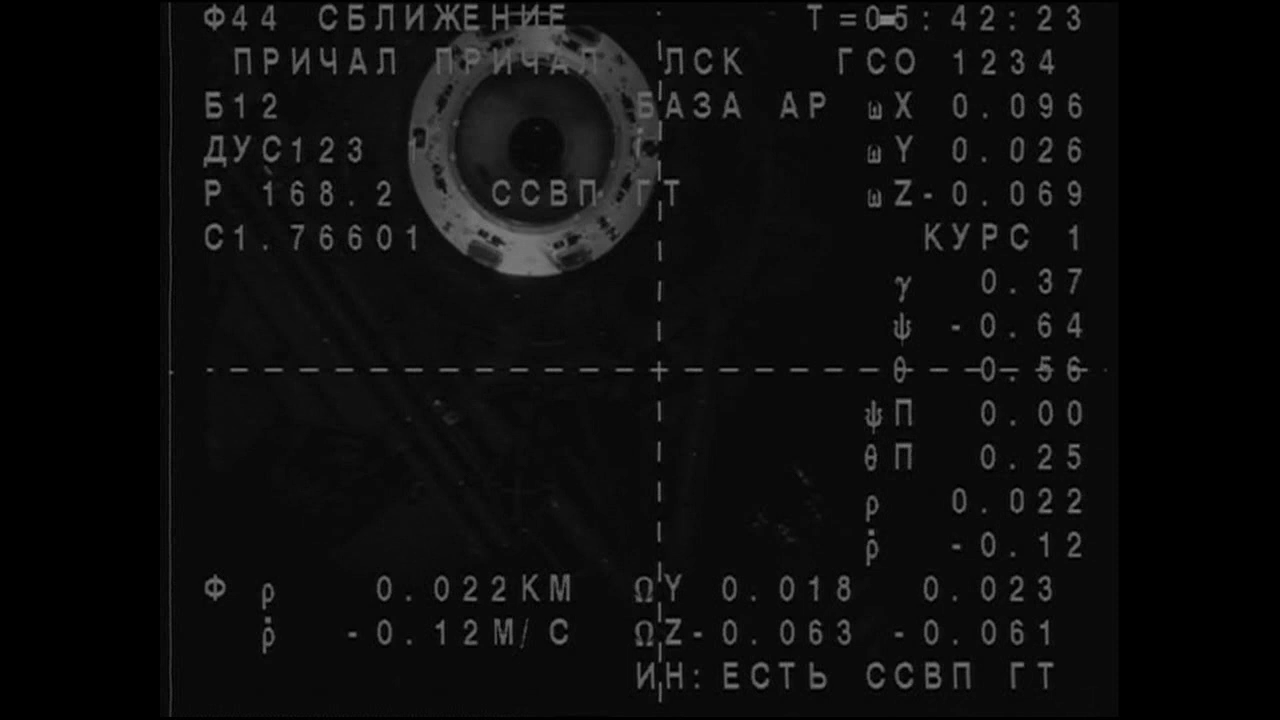 Ф44 СБЛИЖЕНИЕ T=05:42:23
ПРИЧАЛ ПРИЧАЛ ЛСК ГСО 1234
Б12 БАЗА АР ωX 0.096
ДУС123 ωY 0.026
Р 168.2 ССВП ГТ ωZ-0.069
С1.76601 КУРС 1
γ 0.37
ψ -0.64
θ -0.56
ψП 0.00
θП 0.25
ρ 0.022
ρ̇ -0.12
Ф ρ 0.022КМ ΩY 0.018 0.023
ρ̇ -0.12М/С ΩZ-0.063 -0.061
ИН: ЕСТЬ ССВП ГТ